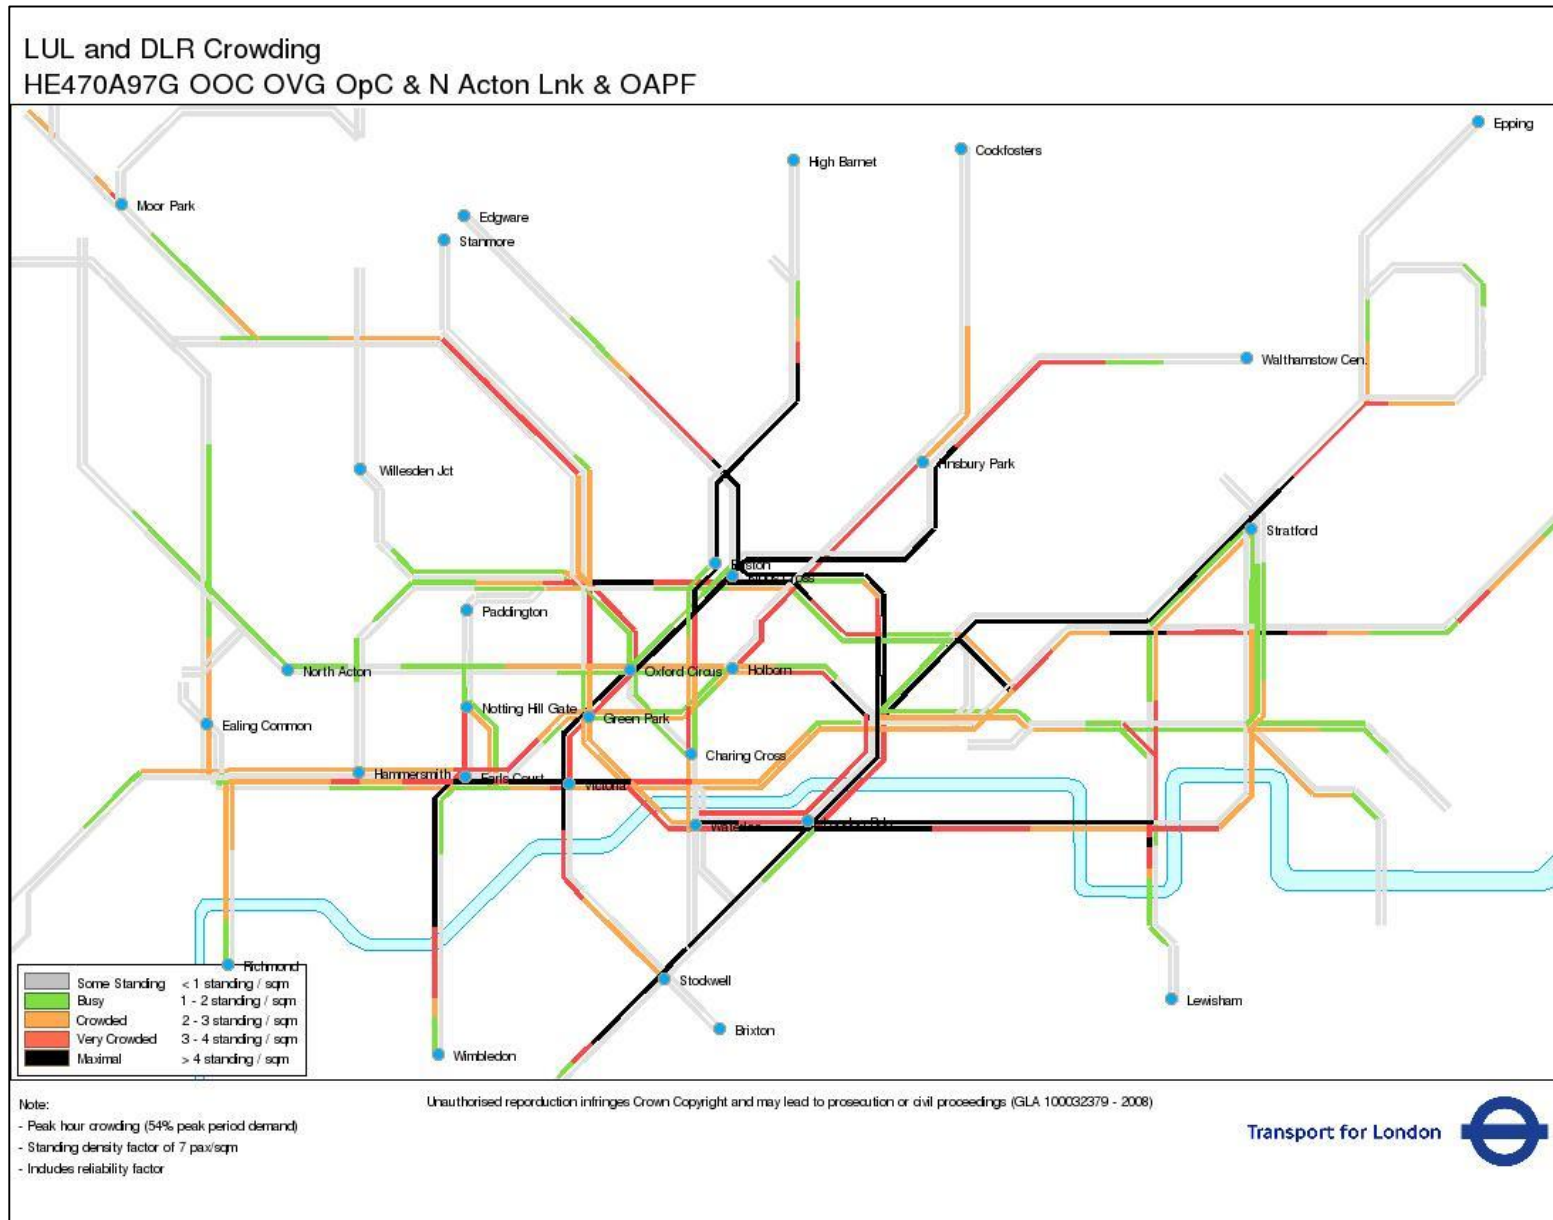 LUL and DLR Crowding
HE470A97G OOC OVG OpC & N Acton Lnk & OAPF
Epping
Cockfosters
High Barnet
Moor Park
Edgware
Stanmore
Walthamstow Cen.
Finsbury Park
Willesden Jct
Stratford
Euston
Kings Cross
Paddington
North Acton
Oxford Circus
Holborn
Notting Hill Gate
Green Park
Ealing Common
Charing Cross
Hammersmith
Earls Court
Victoria
Waterloo
London Bdg
Richmond
Stockwell
Lewisham
Brixton
Wimbledon
Some Standing < 1 standing / sqm
Busy 1 - 2 standing / sqm
Crowded 2 - 3 standing / sqm
Very Crowded 3 - 4 standing / sqm
Maximal > 4 standing / sqm
Note:
- Peak hour crowding (54% peak period demand)
- Standing density factor of 7 pax/sqm
- Includes reliability factor
Unauthorised reporduction infringes Crown Copyright and may lead to prosecution or civil proceedings (GLA 100032379 - 2008)
Transport for London